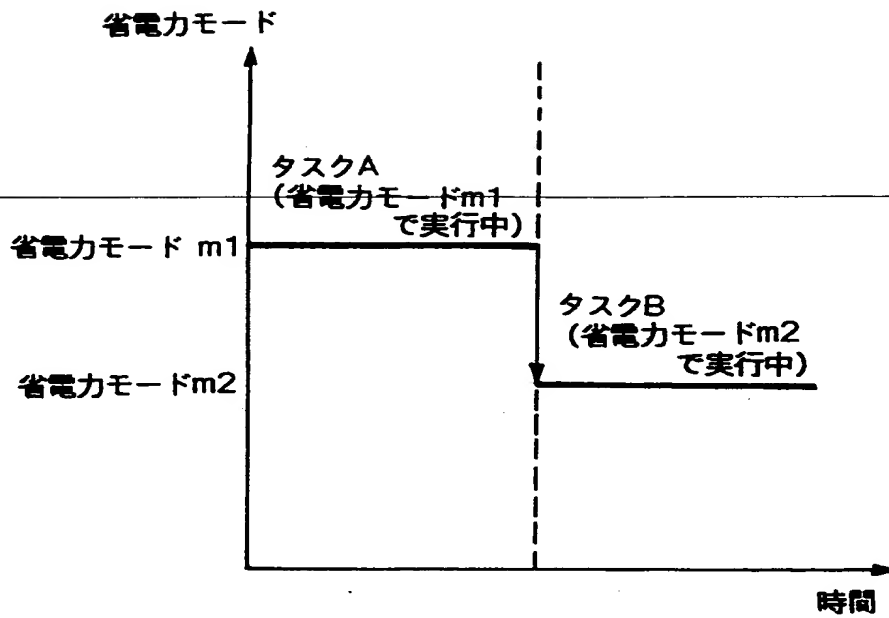 省電力モード
タスクA
(省電力モードm1
で実行中)
省電力モード m1
タスクB
(省電力モードm2
で実行中)
省電力モードm2
時間